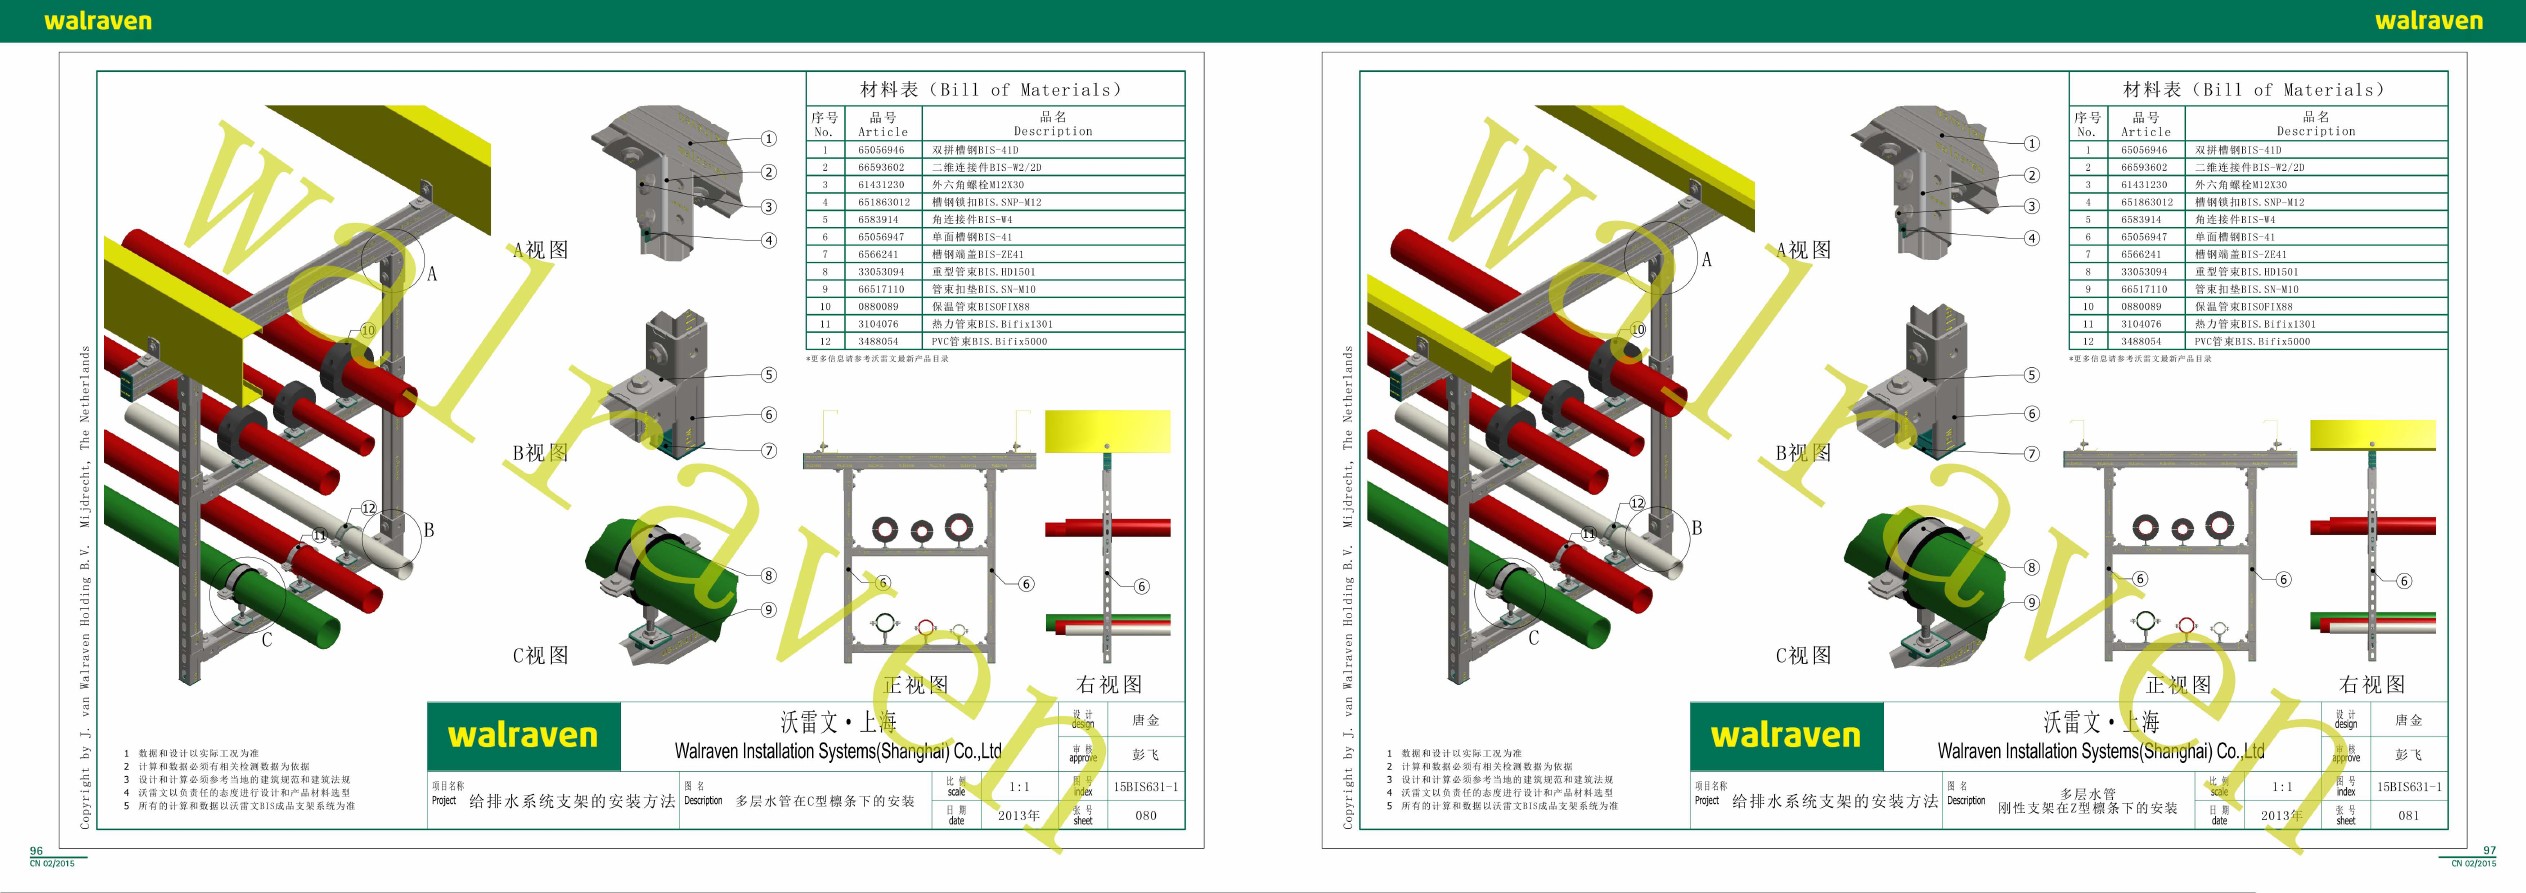 walraven
walraven
材料表（Bill of Materials）
序号 品号 品名
No. Article Description
1 65056946 双拼槽钢BIS-41D
2 66593602 二维连接件BIS-W2/2D
3 61431230 外六角螺栓M12X30
4 651863012 槽钢锁扣BIS.SNP-M12
5 6583914 角连接件BIS-W4
6 65056947 单面槽钢BIS-41
7 6566241 槽钢端盖BIS-ZE41
8 33053094 重型管束BIS.HD1501
9 66517110 管束扣垫BIS.SN-M10
10 0880089 保温管束BISOFIX88
11 3104076 热力管束BIS.Bifix1301
12 3488054 PVC管束BIS.Bifix5000
*更多信息请参考沃雷文最新产品目录
1
2
3
4
A视图
5
6
7
B视图
8
9
C视图
10
11
12
A
B
C
6
6
6
正视图
右视图
walraven
Copyright by J. van Walraven Holding B.V. Mijdrecht, The Netherlands
1 数据和设计以实际工况为准
2 计算和数据必须有相关检测数据为依据
3 设计和计算必须参考当地的建筑规范和建筑法规
4 沃雷文以负责任的态度进行设计和产品材料选型
5 所有的计算和数据以沃雷文BIS成品支架系统为准
walraven
沃雷文·上海
Walraven Installation Systems(Shanghai) Co.,Ltd
设计 design 唐金
审核 approve 彭飞
项目名称 Project 给排水系统支架的安装方法
图名 Description 多层水管在C型檩条下的安装
比例 scale 1:1
图号 index 15BIS631-1
日期 date 2013年
张号 sheet 080
96
CN 02/2015
材料表（Bill of Materials）
序号 品号 品名
No. Article Description
1 65056946 双拼槽钢BIS-41D
2 66593602 二维连接件BIS-W2/2D
3 61431230 外六角螺栓M12X30
4 651863012 槽钢锁扣BIS.SNP-M12
5 6583914 角连接件BIS-W4
6 65056947 单面槽钢BIS-41
7 6566241 槽钢端盖BIS-ZE41
8 33053094 重型管束BIS.HD1501
9 66517110 管束扣垫BIS.SN-M10
10 0880089 保温管束BISOFIX88
11 3104076 热力管束BIS.Bifix1301
12 3488054 PVC管束BIS.Bifix5000
*更多信息请参考沃雷文最新产品目录
1
2
3
4
A视图
5
6
7
B视图
8
9
C视图
10
11
12
A
B
C
6
6
6
正视图
右视图
walraven
Copyright by J. van Walraven Holding B.V. Mijdrecht, The Netherlands
1 数据和设计以实际工况为准
2 计算和数据必须有相关检测数据为依据
3 设计和计算必须参考当地的建筑规范和建筑法规
4 沃雷文以负责任的态度进行设计和产品材料选型
5 所有的计算和数据以沃雷文BIS成品支架系统为准
walraven
沃雷文·上海
Walraven Installation Systems(Shanghai) Co.,Ltd
设计 design 唐金
审核 approve 彭飞
项目名称 Project 给排水系统支架的安装方法
图名 Description 多层水管
刚性支架在Z型檩条下的安装
比例 scale 1:1
图号 index 15BIS631-1
日期 date 2013年
张号 sheet 081
97
CN 02/2015